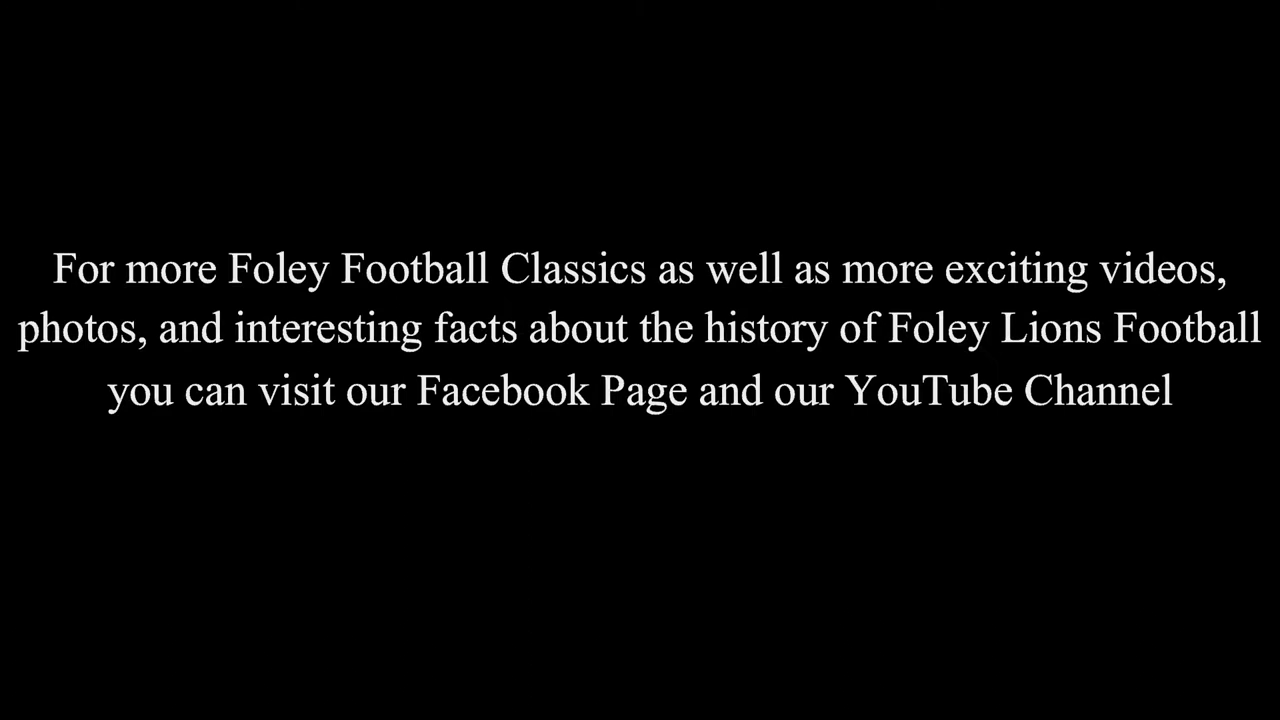 For more Foley Football Classics as well as more exciting videos,
photos, and interesting facts about the history of Foley Lions Football
you can visit our Facebook Page and our YouTube Channel